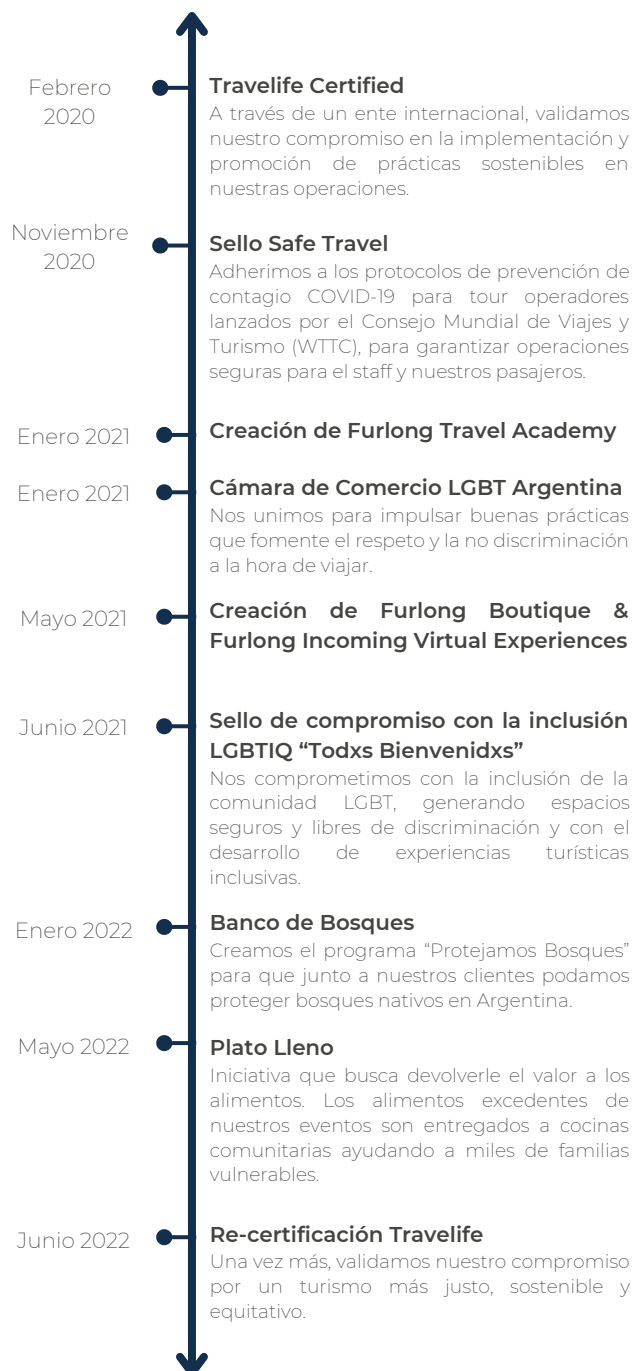 Febrero
2020
Travelife Certified
A través de un ente internacional, validamos
nuestro compromiso en la implementación y
promoción de prácticas sostenibles en
nuestras operaciones.
Noviembre
2020
Sello Safe Travel
Adherimos a los protocolos de prevención de
contagio COVID-19 para tour operadores
lanzados por el Consejo Mundial de Viajes y
Turismo (WTTC), para garantizar operaciones
seguras para el staff y nuestros pasajeros.
Enero 2021
Creación de Furlong Travel Academy
Enero 2021
Cámara de Comercio LGBT Argentina
Nos unimos para impulsar buenas prácticas
que fomente el respeto y la no discriminación
a la hora de viajar.
Mayo 2021
Creación de Furlong Boutique &
Furlong Incoming Virtual Experiences
Junio 2021
Sello de compromiso con la inclusión
LGBTIQ “Todxs Bienvenidxs”
Nos comprometimos con la inclusión de la
comunidad LGBT, generando espacios
seguros y libres de discriminación y con el
desarrollo de experiencias turísticas
inclusivas.
Enero 2022
Banco de Bosques
Creamos el programa “Protejamos Bosques”
para que junto a nuestros clientes podamos
proteger bosques nativos en Argentina.
Mayo 2022
Plato Lleno
Iniciativa que busca devolverle el valor a los
alimentos. Los alimentos excedentes de
nuestros eventos son entregados a cocinas
comunitarias ayudando a miles de familias
vulnerables.
Junio 2022
Re-certificación Travelife
Una vez más, validamos nuestro compromiso
por un turismo más justo, sostenible y
equitativo.